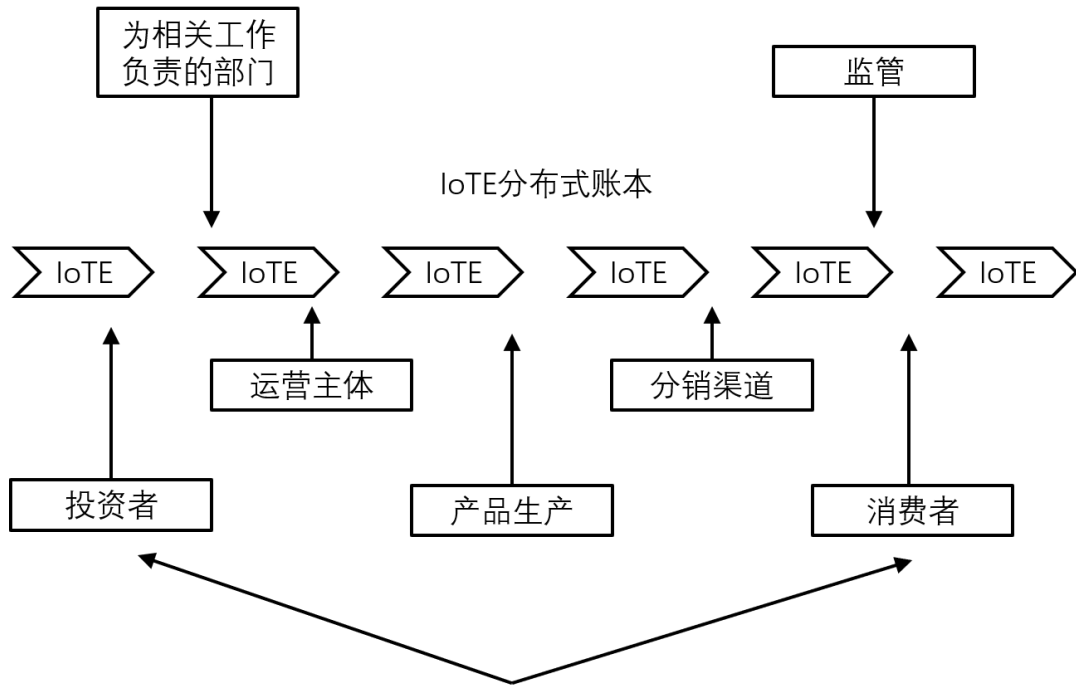 为相关工作
负责的部门
监管
IoTE分布式账本
IoTE
IoTE
IoTE
IoTE
IoTE
IoTE
运营主体
分销渠道
投资者
产品生产
消费者